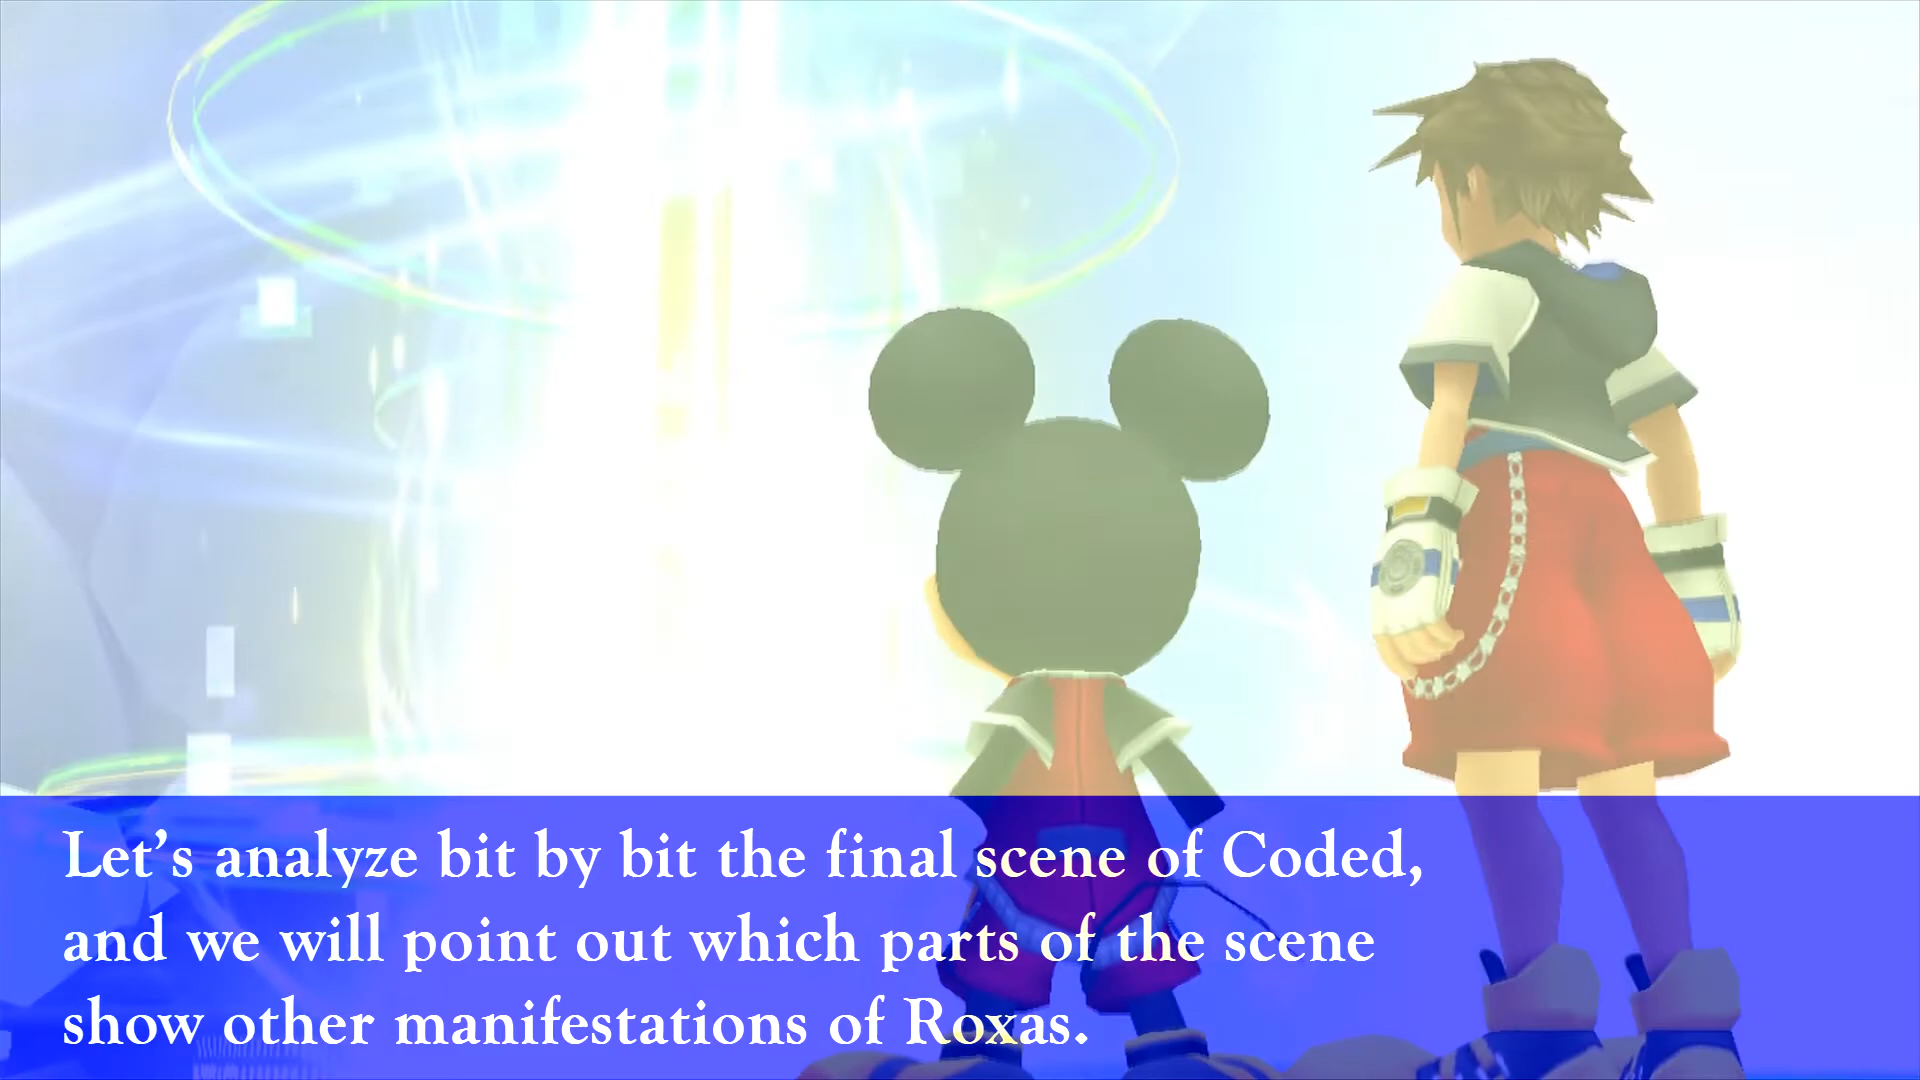 Let's analyze bit by bit the final scene of Coded,
and we will point out which parts of the scene
show other manifestations of Roxas.